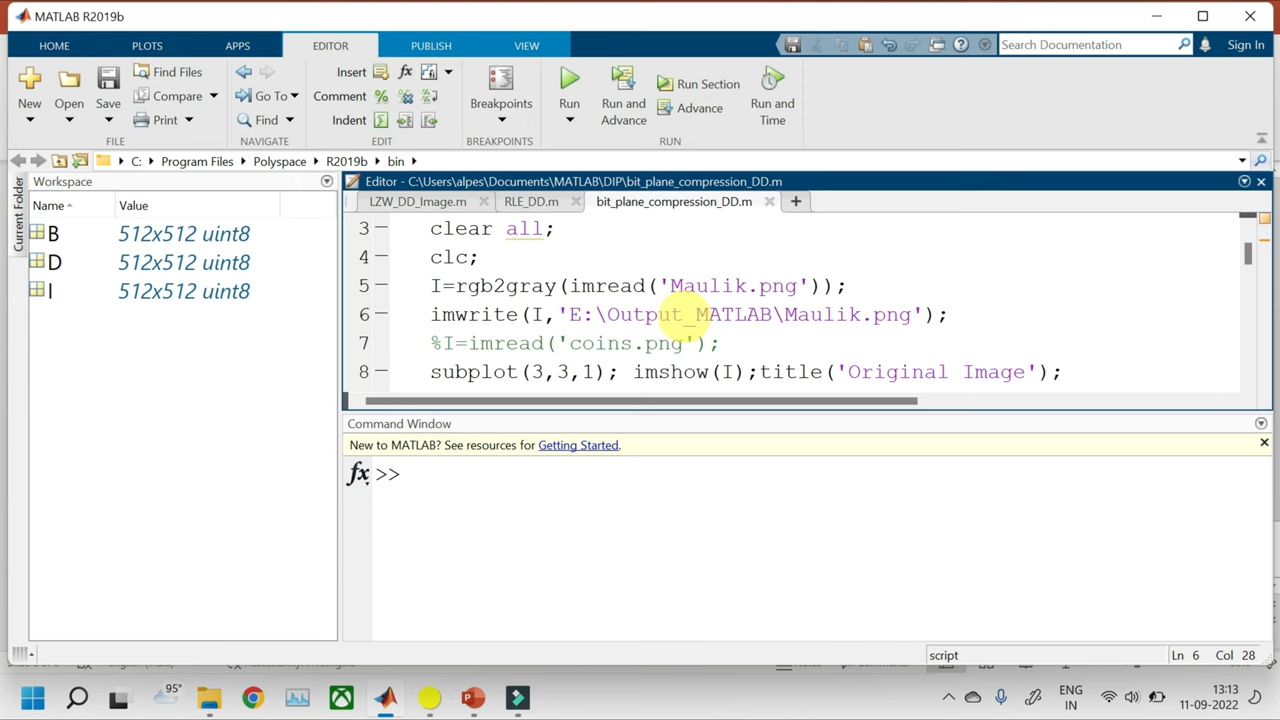 MATLAB R2019b
HOME PLOTS APPS EDITOR PUBLISH VIEW Search Documentation Sign In
New Open Save Find Files Compare Print
FILE
Go To Find
NAVIGATE
Insert fx
Comment
Indent
EDIT
Breakpoints
BREAKPOINTS
Run Run and Advance Run Section Advance Run and Time
RUN
C: Program Files Polyspace R2019b bin
Current Folder
Workspace
Name Value
B 512x512 uint8
D 512x512 uint8
I 512x512 uint8
Editor - C:\Users\alpes\Documents\MATLAB\DIP\bit_plane_compression_DD.m
LZW_DD_Image.m RLE_DD.m bit_plane_compression_DD.m
3 clear all;
4 clc;
5 I=rgb2gray(imread('Maulik.png'));
6 imwrite(I,'E:\Output_MATLAB\Maulik.png');
7 %I=imread('coins.png');
8 subplot(3,3,1); imshow(I);title('Original Image');
Command Window
New to MATLAB? See resources for Getting Started.
fx >>
script Ln 6 Col 28
95°
ENG
IN
13:13
11-09-2022